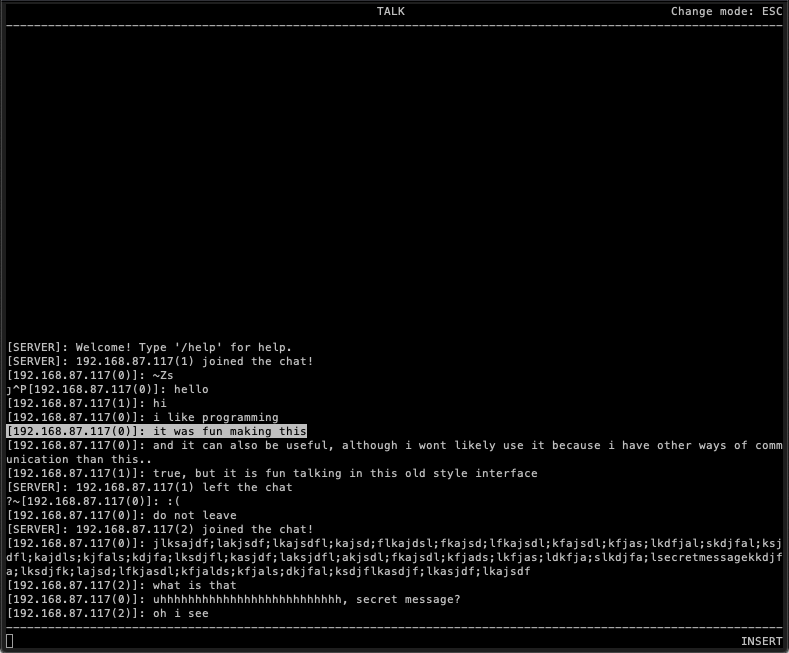 TALK Change mode: ESC
[SERVER]: Welcome! Type '/help' for help.
[SERVER]: 192.168.87.117(1) joined the chat!
[192.168.87.117(0)]: ~Zs
ȷ^P[192.168.87.117(0)]: hello
[192.168.87.117(1)]: hi
[192.168.87.117(0)]: i like programming
[192.168.87.117(0)]: it was fun making this
[192.168.87.117(0)]: and it can also be useful, although i wont likely use it because i have other ways of comm
unication than this..
[192.168.87.117(1)]: true, but it is fun talking in this old style interface
[SERVER]: 192.168.87.117(1) left the chat
?~[192.168.87.117(0)]: :(
[192.168.87.117(0)]: do not leave
[SERVER]: 192.168.87.117(2) joined the chat!
[192.168.87.117(0)]: jlksajdf;lakjsdf;lkajsdfl;kajsd;flkajdsl;fkajsd;lfkajsdl;kfajsdl;kfjas;lkdfjal;skdjfal;ksj
dfl;kajdls;kjfals;kdjfa;lksdjfl;kasjdf;laksjdfl;akjsdl;fkajsdl;kfjads;lkfjas;ldkfja;slkdjfa;lsecretmessagekkdjf
a;lksdjfk;lajsd;lfkjasdl;kfjalds;kfjals;dkjfal;ksdjflkasdjf;lkasjdf;lkajsdf
[192.168.87.117(2)]: what is that
[192.168.87.117(0)]: uhhhhhhhhhhhhhhhhhhhhhhhhhh, secret message?
[192.168.87.117(2)]: oh i see
INSERT